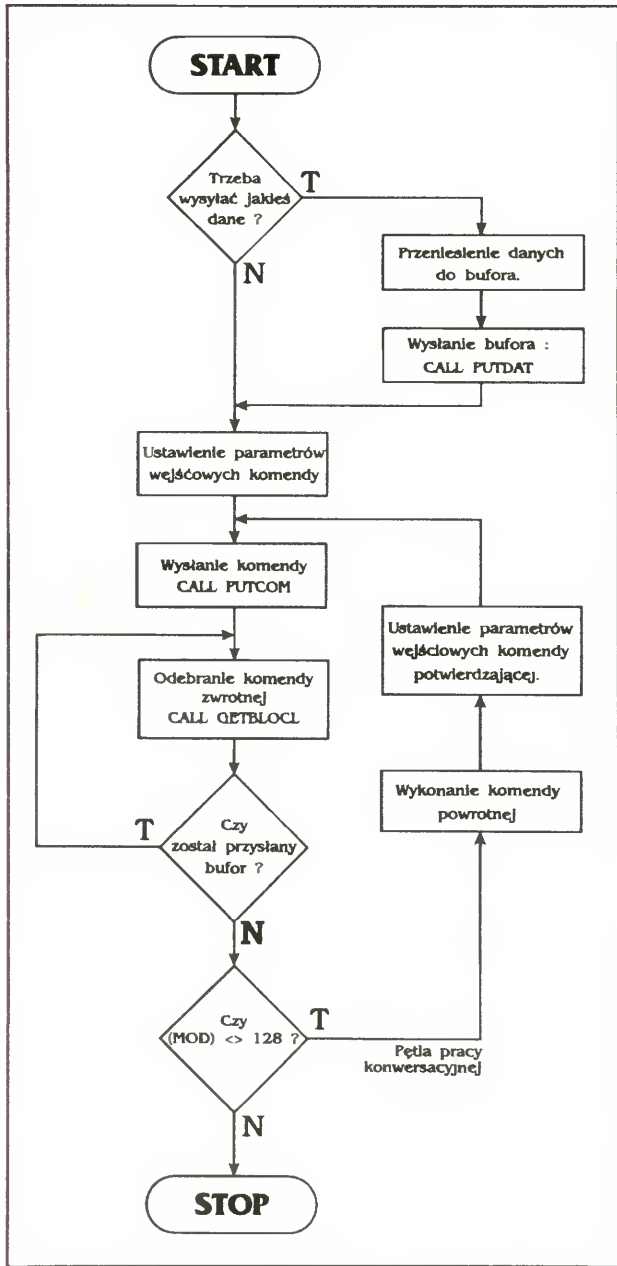 START
Trzeba
wysyłać jakieś
dane ?
T
N
Przeniesienie danych
do bufora.
Wysłanie bufora :
CALL PUTDAT
Ustawienie parametrów
wejśćowych komendy
Wysłanie komendy
CALL PUTCOM
Ustawienie parametrów
wejściowych komendy
potwierdzającej.
Odebranie komendy
zwrotnej
CALL GETBLOCL
Wykonanie komendy
powrotnej
T
Czy
został przysłany
bufor ?
N
Czy
(MOD) <> 128 ?
T
Pętla pracy
konwersacyjnej
N
STOP